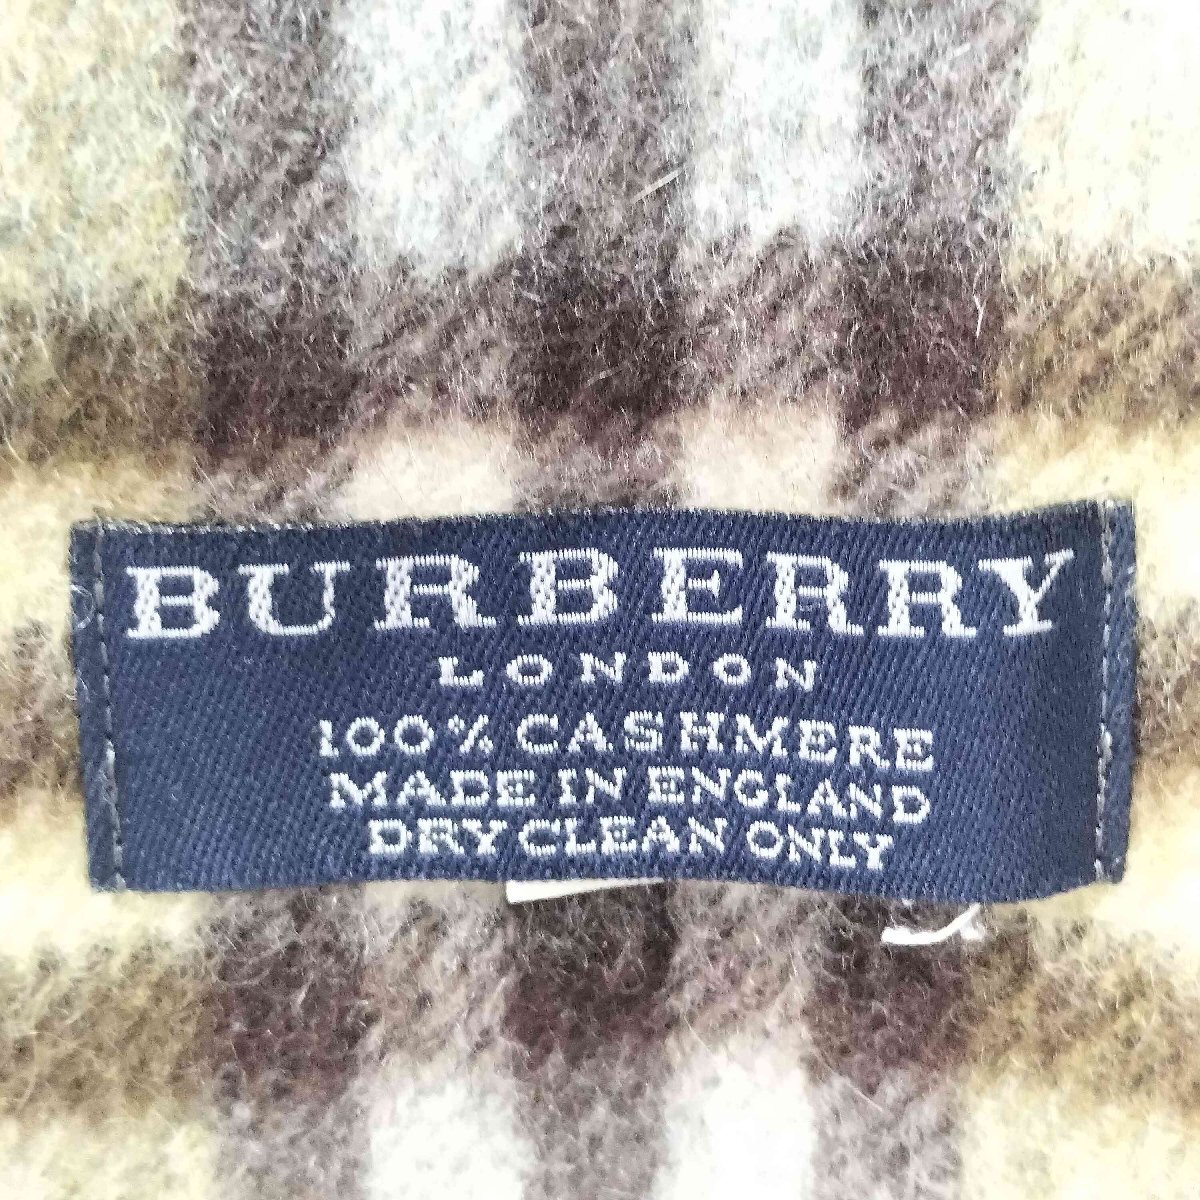 BURBERRY
LONDON
100% CASHMERE
MADE IN ENGLAND
DRY CLEAN ONLY